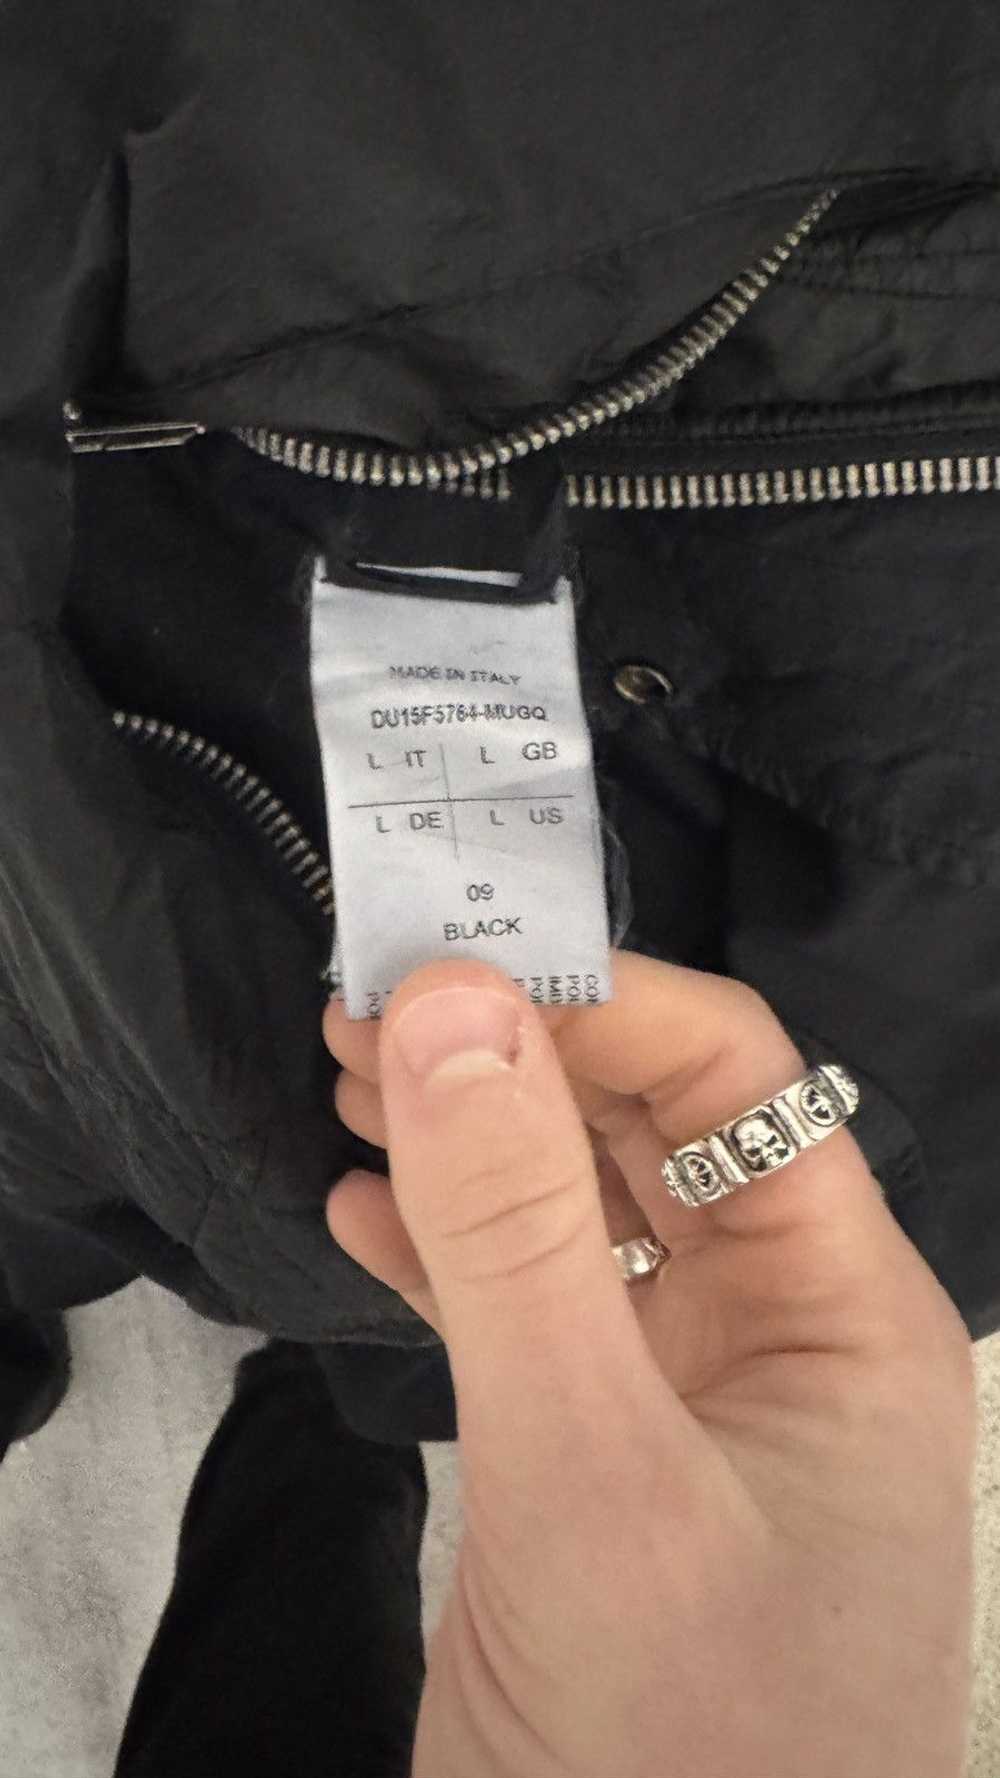 MADE IN ITALY
DU15F5764-MUGQ
L IT L GB
L DE L US
09
BLACK